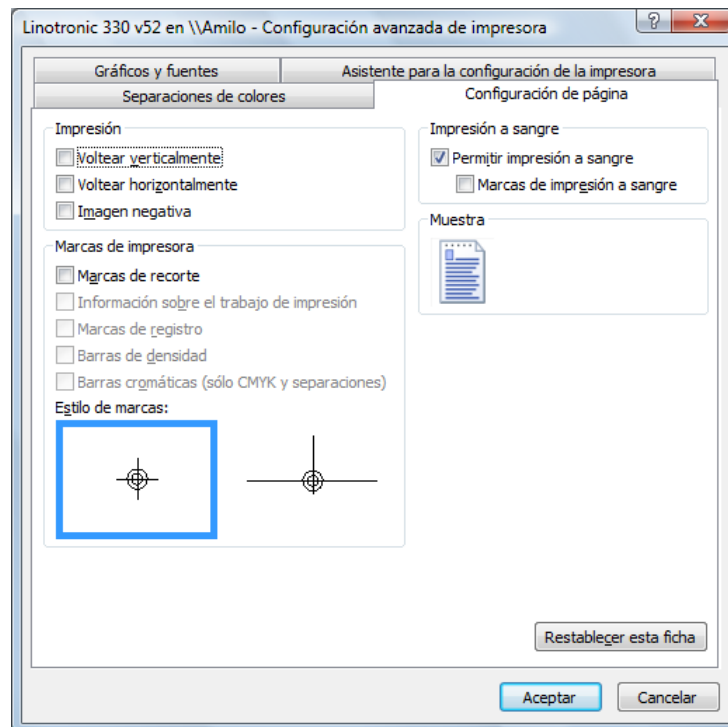 Linotronic 330 v52 en \\Amilo - Configuración avanzada de impresora
Gráficos y fuentes
Asistente para la configuración de la impresora
Separaciones de colores
Configuración de página
Impresión
Voltear verticalmente
Voltear horizontalmente
Imagen negativa
Marcas de impresora
Marcas de recorte
Información sobre el trabajo de impresión
Marcas de registro
Barras de densidad
Barras cromáticas (sólo CMYK y separaciones)
Estilo de marcas:
Impresión a sangre
Permitir impresión a sangre
Marcas de impresión a sangre
Muestra
Restablecer esta ficha
Aceptar
Cancelar